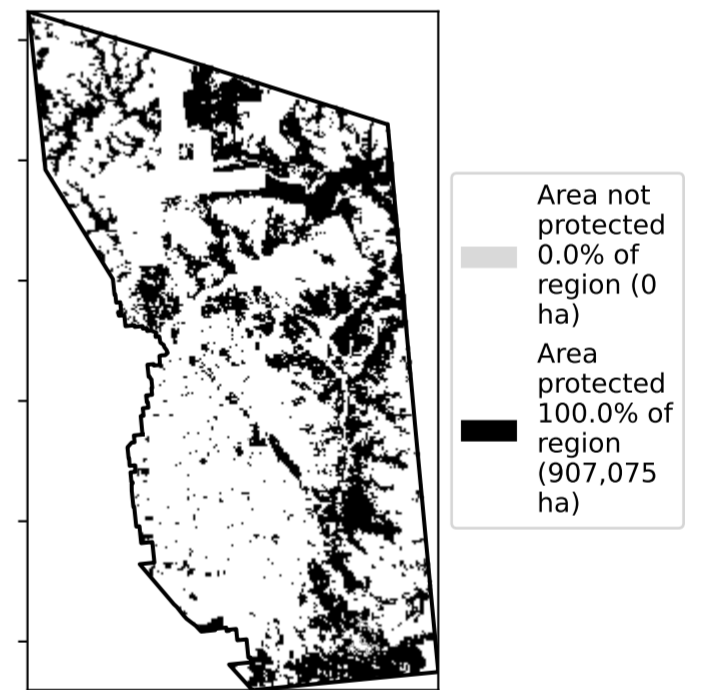 Area not
protected
0.0% of
region (0
ha)
Area
protected
100.0% of
region
(907,075
ha)